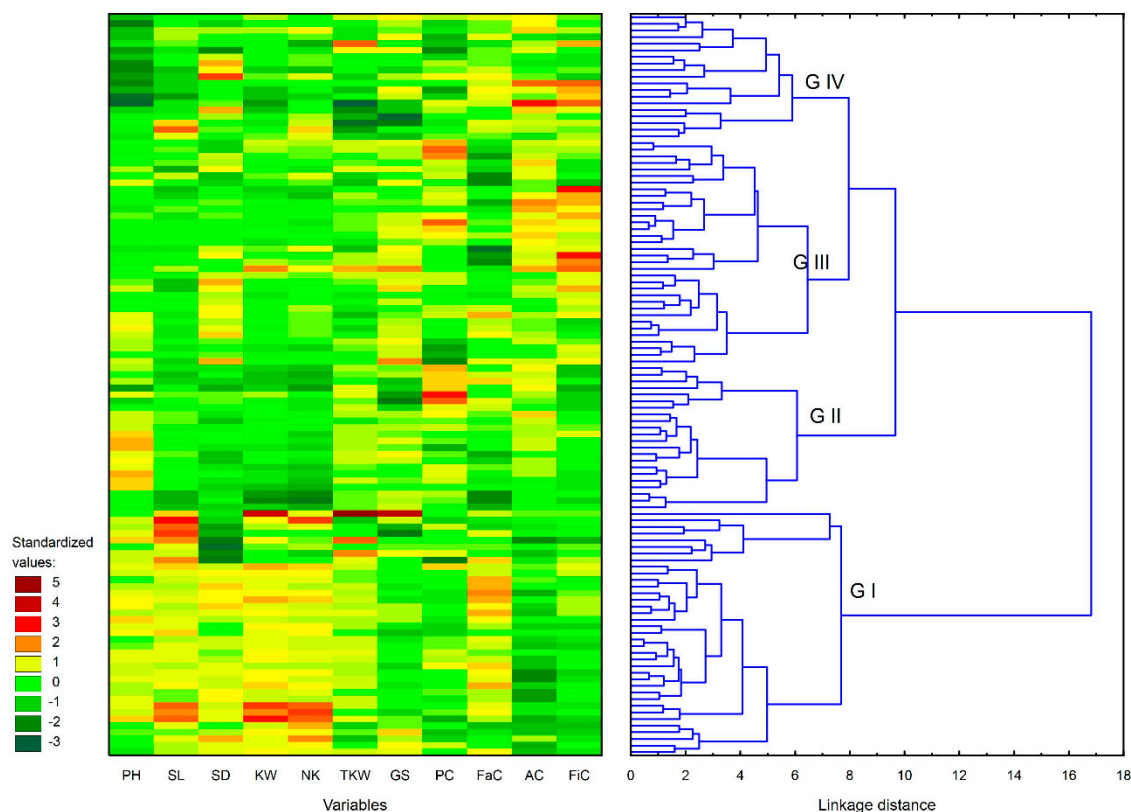 G IV
G III
G II
G I
Standardized
values:
5
4
3
2
1
0
-1
-2
-3
PH SL SD KW NK TKW GS PC FaC AC FiC
Variables
0 2 4 6 8 10 12 14 16 18
Linkage distance